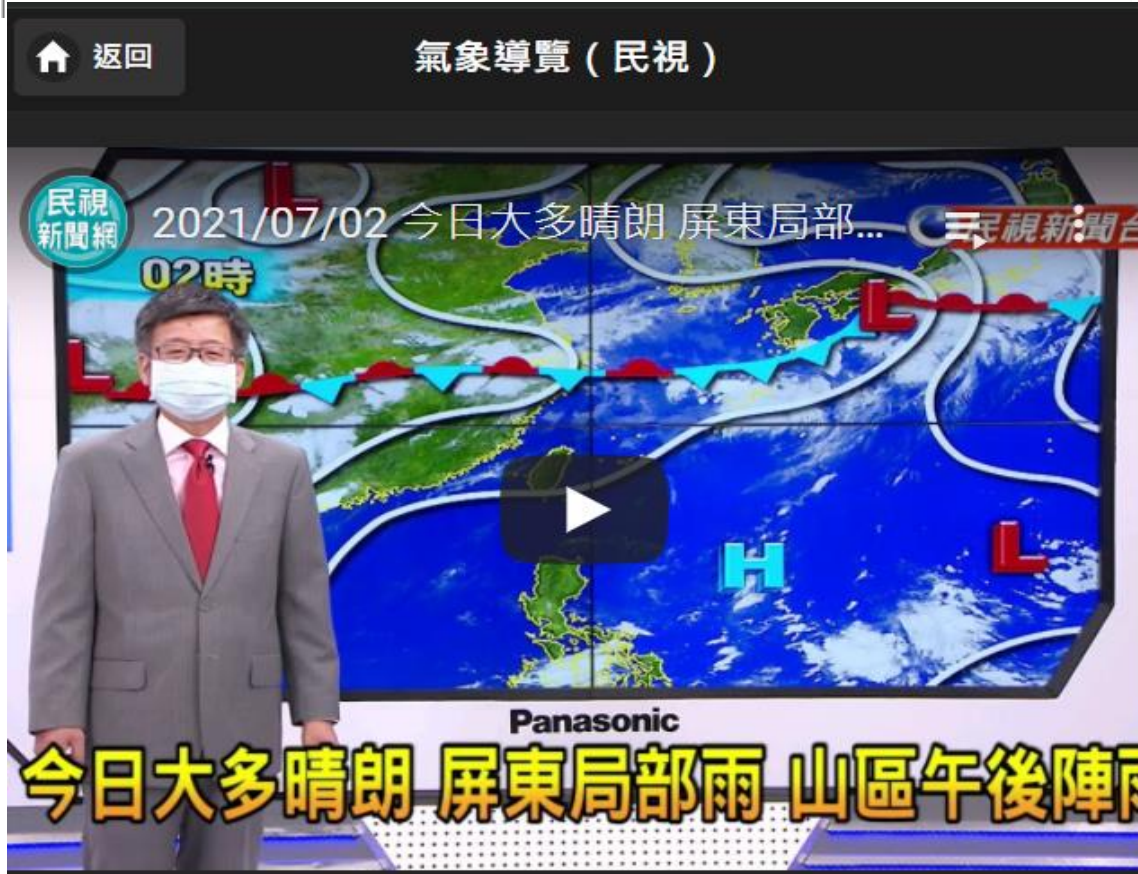 返回
氣象導覽（民視）
民視
新聞網
2021/07/02 今日大多晴朗 屏東局部...
民視新聞台
02時
L
L
L
H
L
Panasonic
今日大多晴朗 屏東局部雨 山區午後陣雨